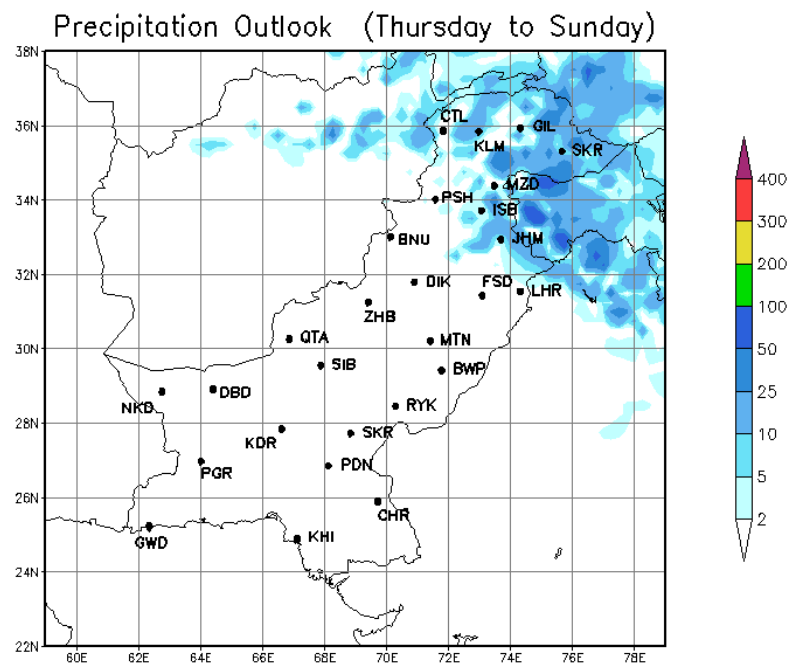 Precipitation Outlook (Thursday to Sunday)
38N
36N
34N
32N
30N
28N
26N
24N
22N
60E
62E
64E
66E
68E
70E
72E
74E
76E
78E
CTL
GIL
KLM
SKR
MZD
PSH
ISB
BNU
JHM
DIK
FSD
LHR
ZHB
QTA
MTN
SIB
BWP
DBD
NKD
RYK
KDR
SKR
PDN
PGR
CHR
GWD
KHI
400
300
200
100
50
25
10
5
2